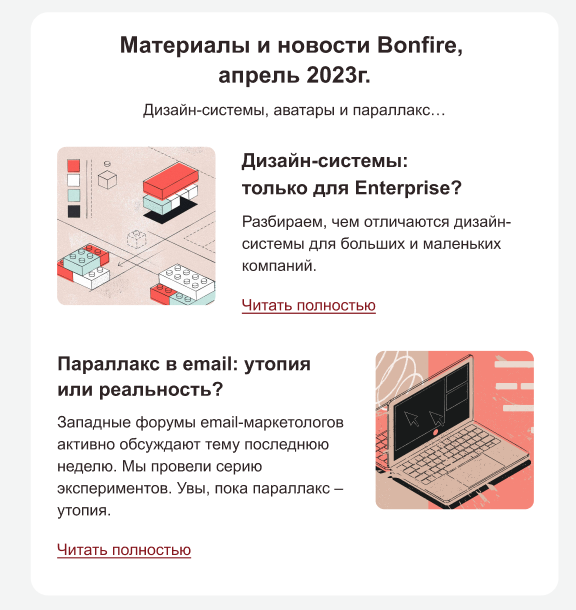 Материалы и новости Bonfire,
апрель 2023г.
Дизайн-системы, аватары и параллакс…
Дизайн-системы:
только для Enterprise?
Разбираем, чем отличаются дизайн-
системы для больших и маленьких
компаний.
Читать полностью
Параллакс в email: утопия
или реальность?
Западные форумы email-маркетологов
активно обсуждают тему последнюю
неделю. Мы провели серию
экспериментов. Увы, пока параллакс –
утопия.
Читать полностью